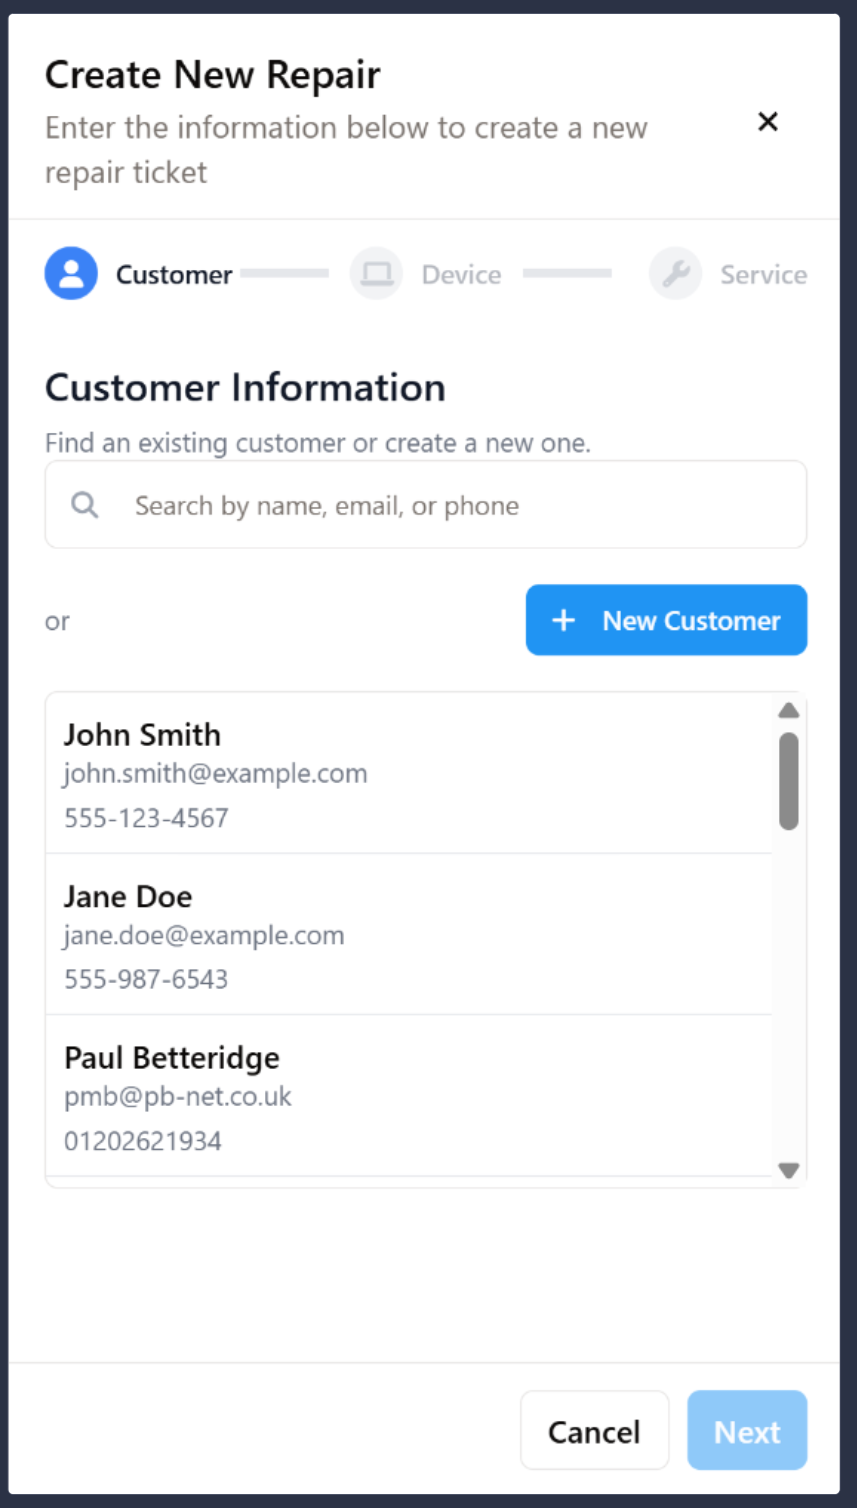 Create New Repair
Enter the information below to create a new
repair ticket
Customer
Device
Service
Customer Information
Find an existing customer or create a new one.
Search by name, email, or phone
or
New Customer
John Smith
john.smith@example.com
555-123-4567
Jane Doe
jane.doe@example.com
555-987-6543
Paul Betteridge
pmb@pb-net.co.uk
01202621934
Cancel
Next